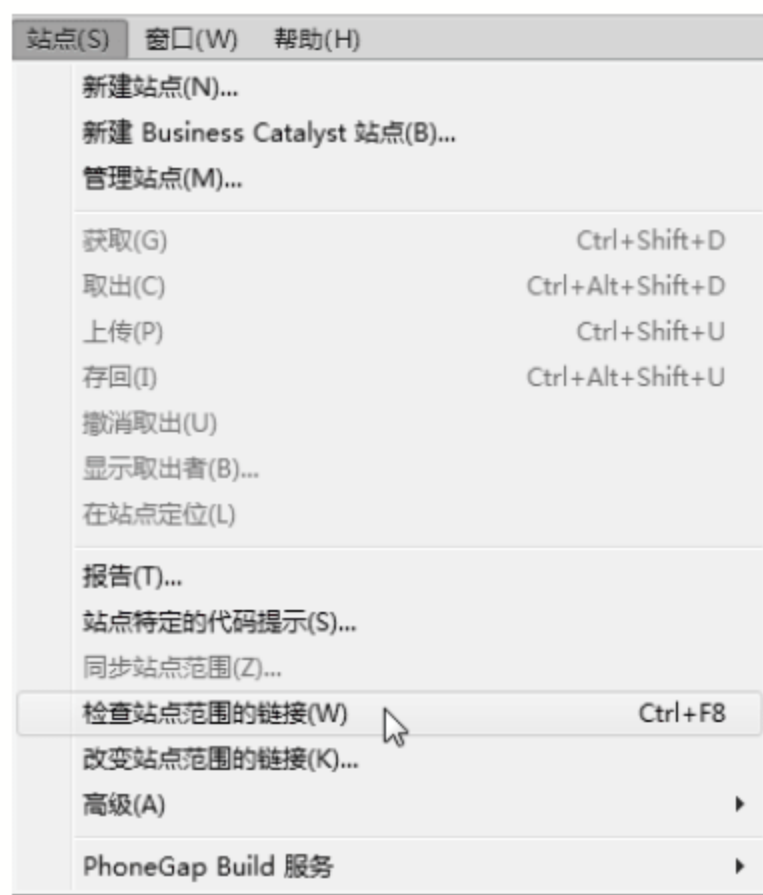 站点(S) 窗口(W) 帮助(H)
新建站点(N)...
新建 Business Catalyst 站点(B)...
管理站点(M)...
获取(G) Ctrl+Shift+D
取出(C) Ctrl+Alt+Shift+D
上传(P) Ctrl+Shift+U
存回(I) Ctrl+Alt+Shift+U
撤消取出(U)
显示取出者(B)...
在站点定位(L)
报告(T)...
站点特定的代码提示(S)...
同步站点范围(Z)...
检查站点范围的链接(W) Ctrl+F8
改变站点范围的链接(K)...
高级(A)
PhoneGap Build 服务